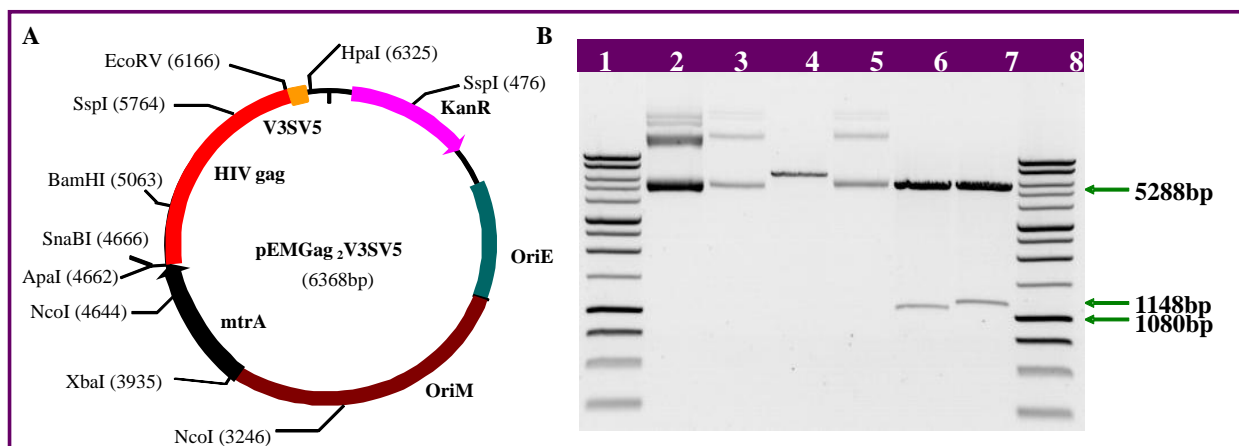 A
EcoRV (6166)
HpaI (6325)
SspI (476)
SspI (5764)
V3SV5
KanR
HIV gag
BamHI (5063)
SnaBI (4666)
ApaI (4662)
NcoI (4644)
pEMGag 2V3SV5
(6368bp)
OriE
mtrA
XbaI (3935)
OriM
NcoI (3246)
B
1 2 3 4 5 6 7 8
5288bp
1148bp
1080bp